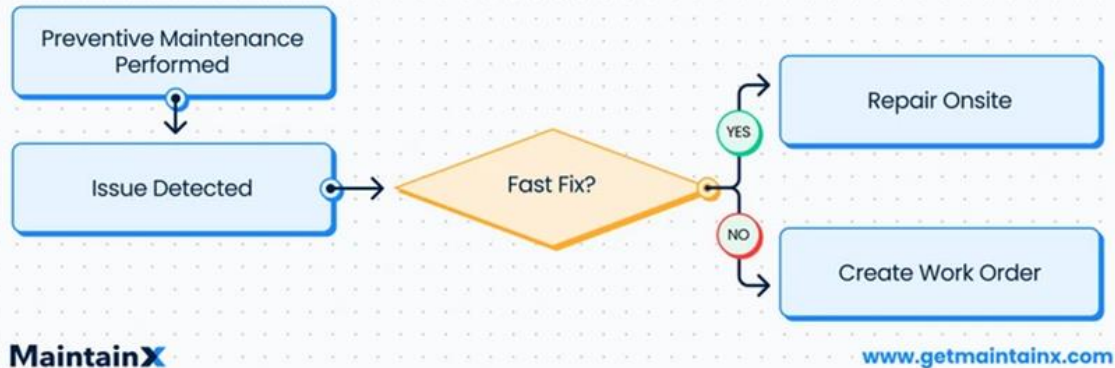 Preventive Maintenance
Performed
Issue Detected
Fast Fix?
YES
Repair Onsite
NO
Create Work Order
MaintainX
www.getmaintainx.com